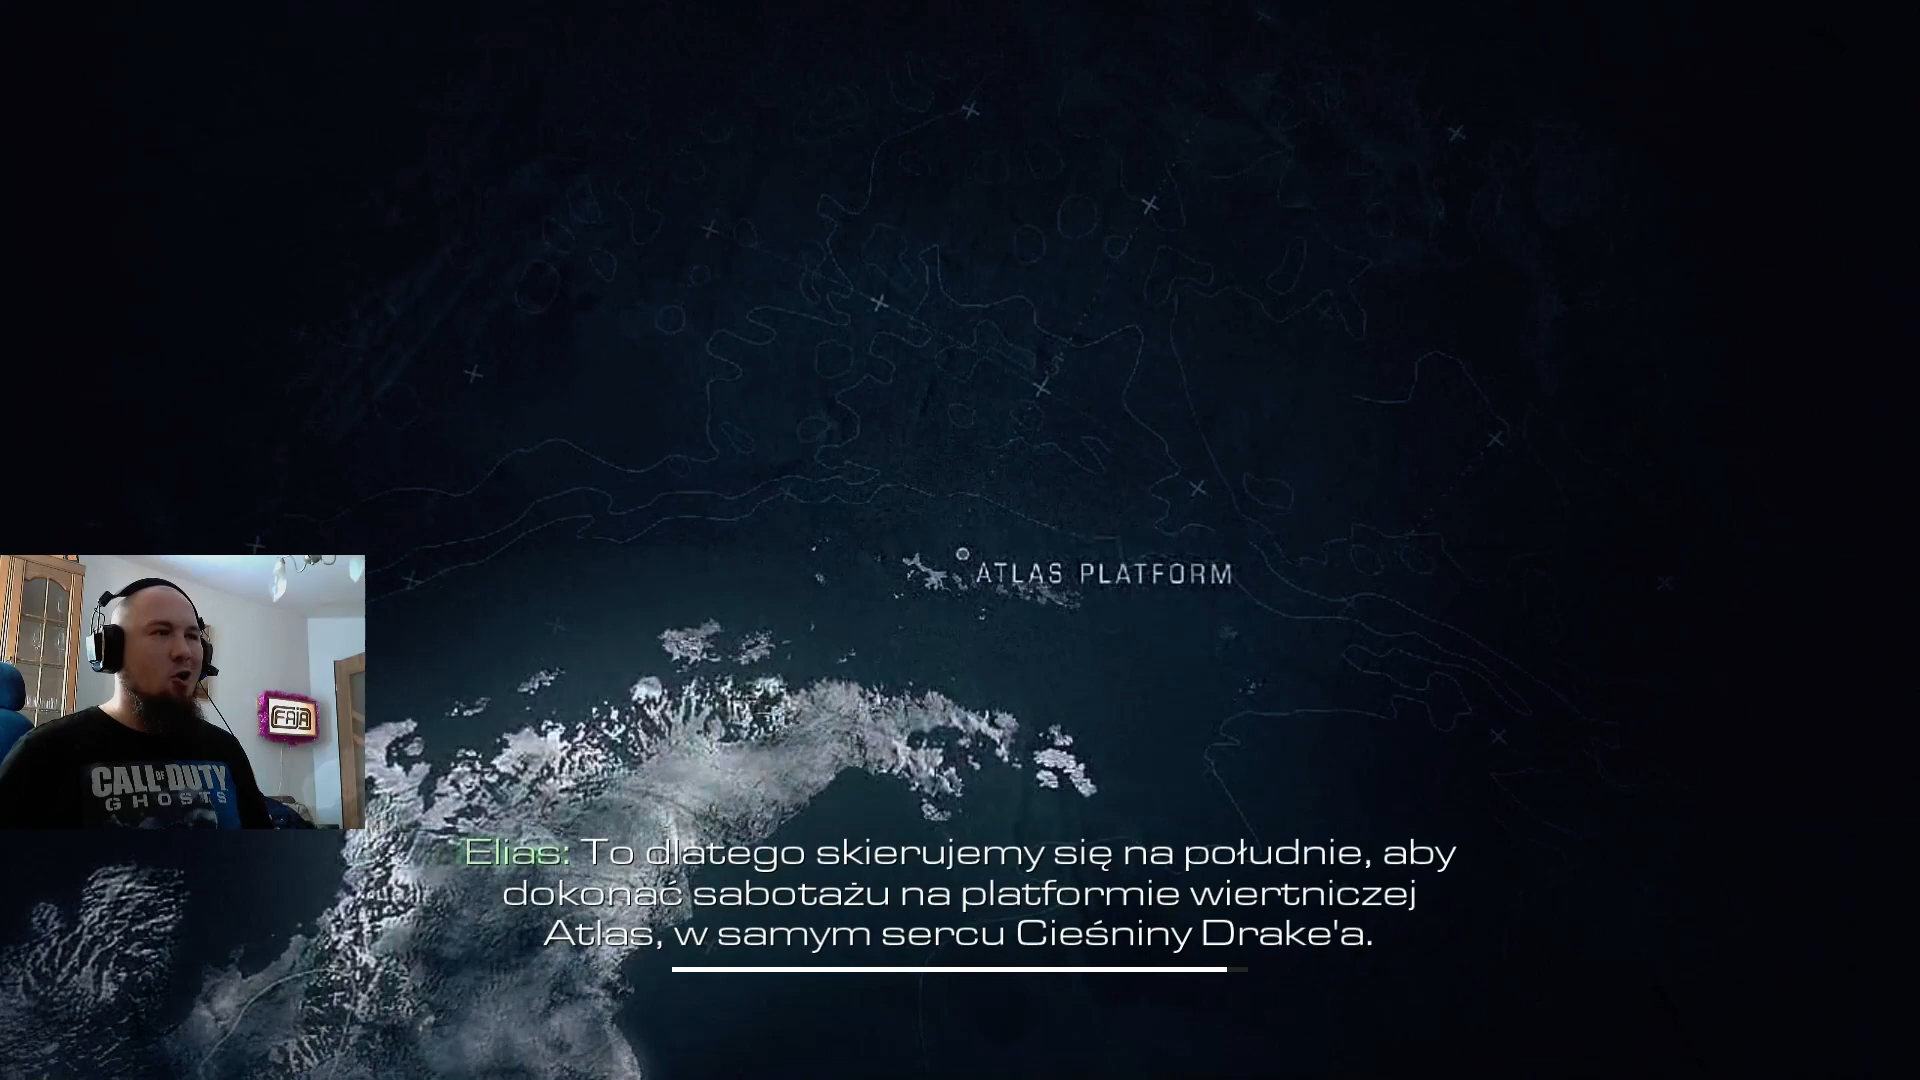 ATLAS PLATFORM
FAJA
CALL OF DUTY
GHOSTS
Elias: To dlatego skierujemy się na południe, aby
dokonać sabotażu na platformie wiertniczej
Atlas, w samym sercu Cieśniny Drake'a.